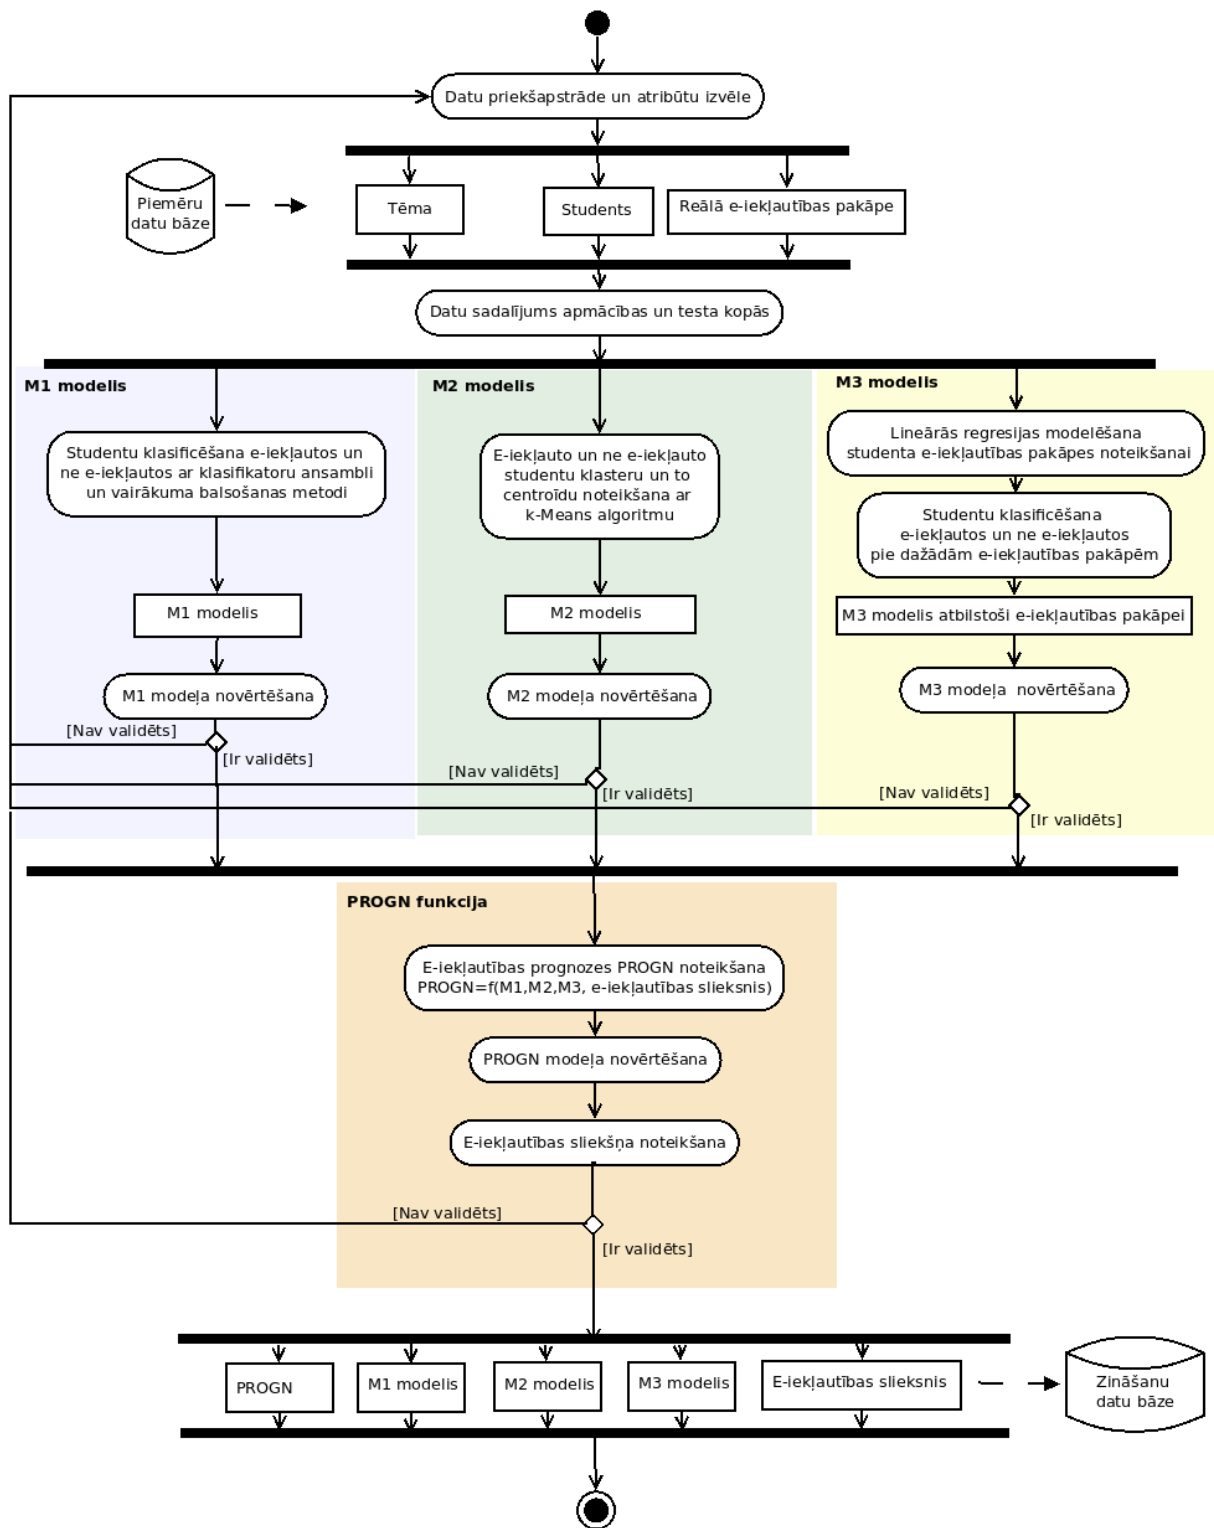 Datu priekšapstrāde un atribūtu izvēle
Piemēru
datu bāze
Tēma
Students
Reālā e-iekļautības pakāpe
Datu sadalījums apmācības un testa kopās
M1 modelis
M2 modelis
M3 modelis
Studentu klasificēšana e-iekļautos un
ne e-iekļautos ar klasifikatoru ansambli
un vairākuma balsošanas metodi
E-iekļauto un ne e-iekļauto
studentu klasteru un to
centroīdu noteikšana ar
k-Means algoritmu
Lineārās regresijas modelēšana
studenta e-iekļautības pakāpes noteikšanai
Studentu klasificēšana
e-iekļautos un ne e-iekļautos
pie dažādām e-iekļautības pakāpēm
M1 modelis
M2 modelis
M3 modelis atbilstoši e-iekļautības pakāpei
M1 modeļa novērtēšana
M2 modeļa novērtēšana
M3 modeļa novērtēšana
[Nav validēts]
[Ir validēts]
[Nav validēts]
[Ir validēts]
[Nav validēts]
[Ir validēts]
PROGN funkcija
E-iekļautības prognozes PROGN noteikšana
PROGN=f(M1,M2,M3, e-iekļautības slieksnis)
PROGN modeļa novērtēšana
E-iekļautības sliekšņa noteikšana
[Nav validēts]
[Ir validēts]
PROGN
M1 modelis
M2 modelis
M3 modelis
E-iekļautības slieksnis
Zināšanu
datu bāze